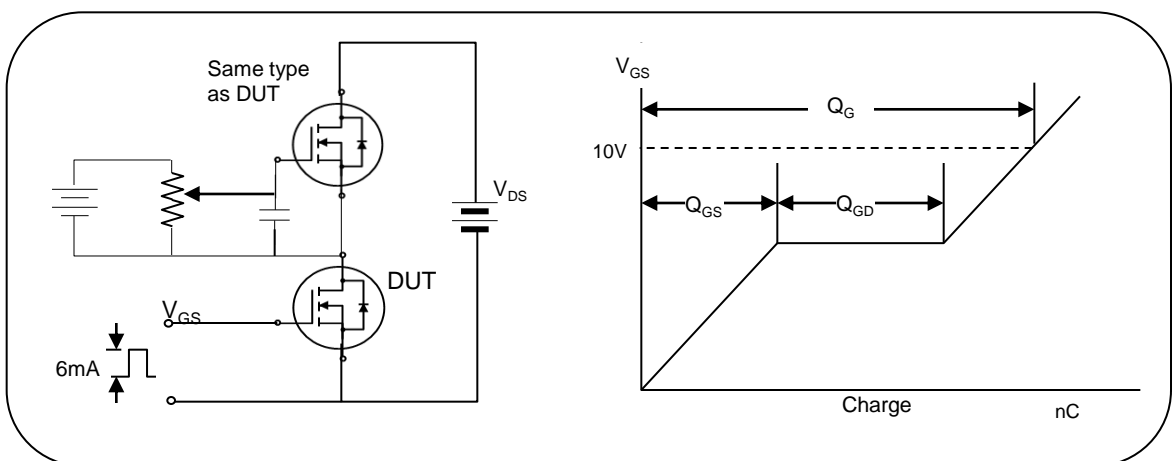 Same type
as DUT
V_DS
DUT
V_GS
6mA
V_GS
Q_G
10V
Q_GS
Q_GD
Charge
nC